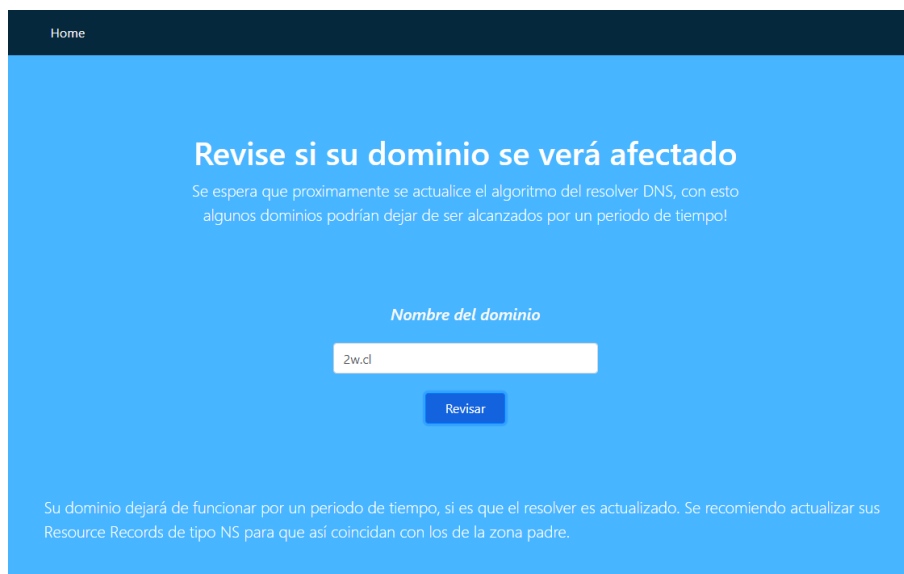 Home
Revise si su dominio se verá afectado
Se espera que proximamente se actualice el algoritmo del resolver DNS, con esto
algunos dominios podrían dejar de ser alcanzados por un periodo de tiempo!
Nombre del dominio
2w.cl
Revisar
Su dominio dejará de funcionar por un periodo de tiempo, si es que el resolver es actualizado. Se recomiendo actualizar sus
Resource Records de tipo NS para que así coincidan con los de la zona padre.